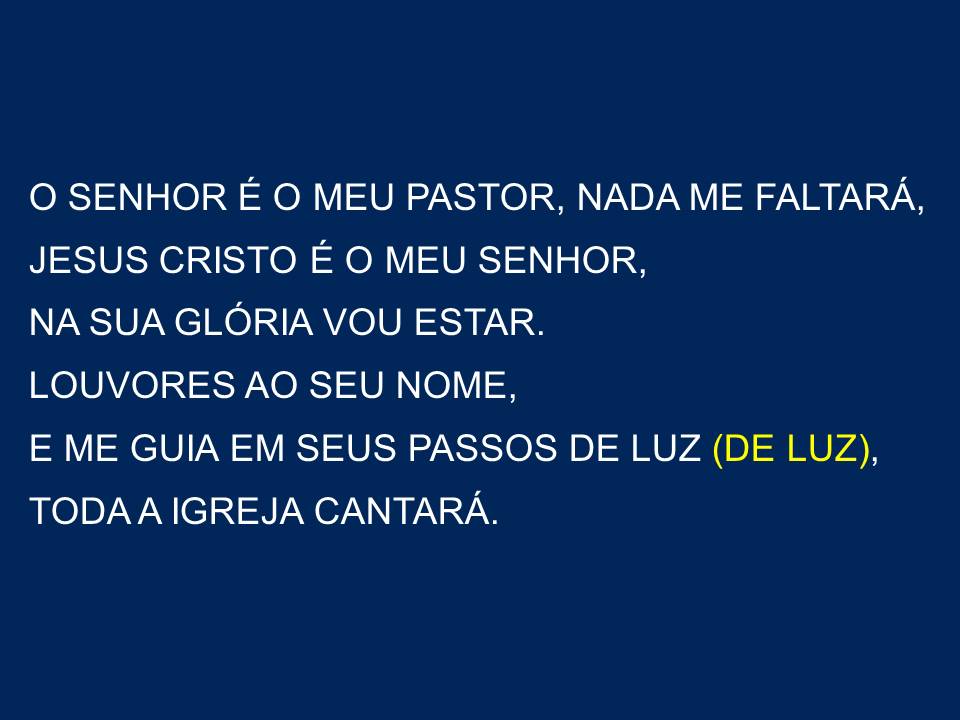 O SENHOR É O MEU PASTOR, NADA ME FALTARÁ,
JESUS CRISTO É O MEU SENHOR,
NA SUA GLÓRIA VOU ESTAR.
LOUVORES AO SEU NOME,
E ME GUIA EM SEUS PASSOS DE LUZ (DE LUZ),
TODA A IGREJA CANTARÁ.